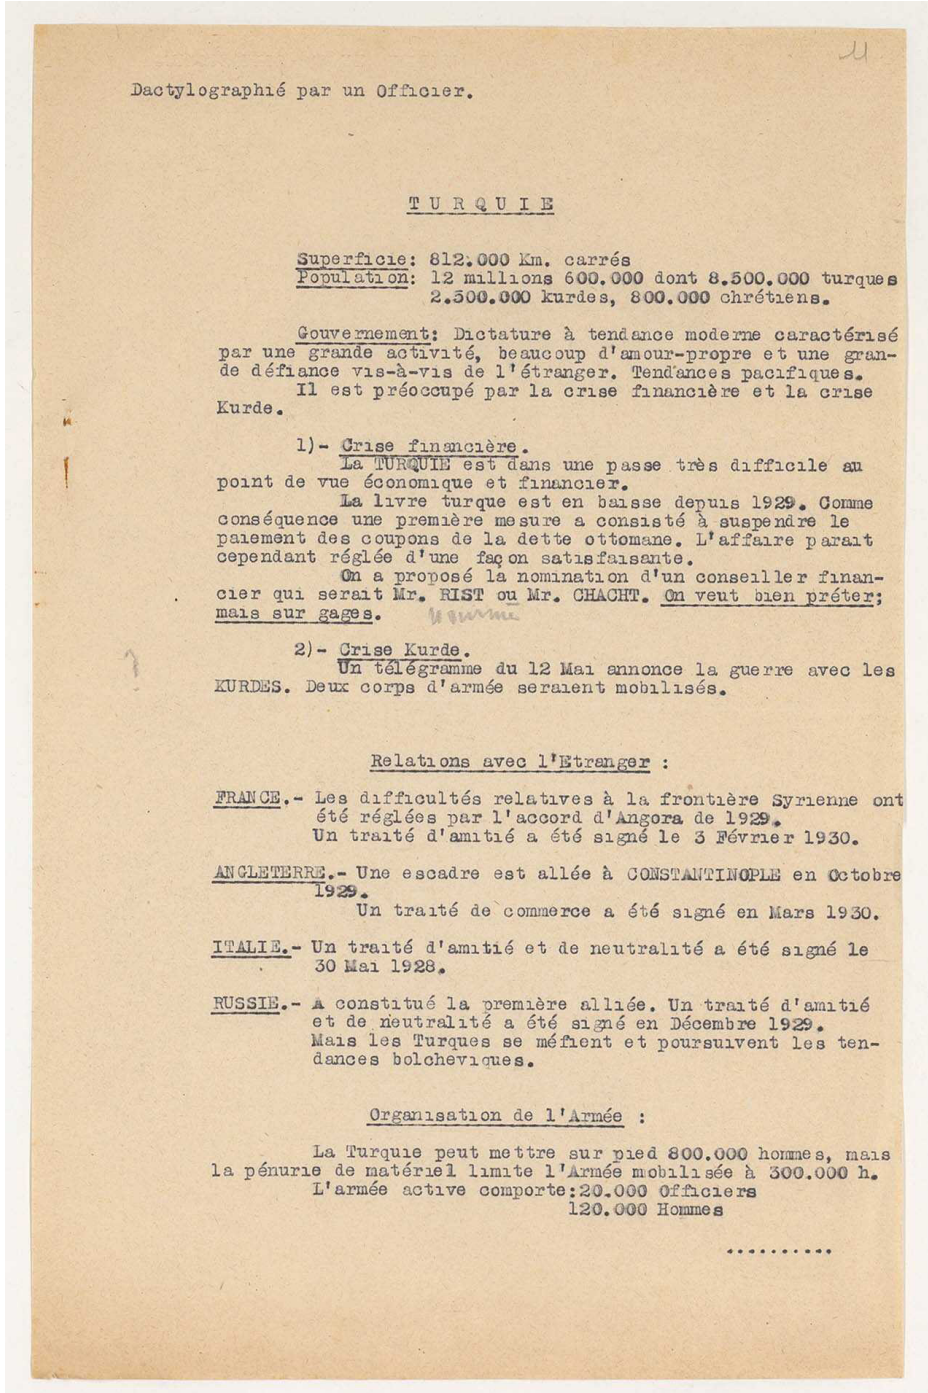 11
Dactylographié par un Officier.
T U R Q U I E
Superficie: 812.000 Km. carrés
Population: 12 millions 600.000 dont 8.500.000 turques
2.500.000 kurdes, 800.000 chrétiens.
Gouvernement: Dictature à tendance moderne caractérisé
par une grande activité, beaucoup d'amour-propre et une gran-
de défiance vis-à-vis de l'étranger. Tendances pacifiques.
Il est préoccupé par la crise financière et la crise
Kurde.
1)- Crise financière.
La TURQUIE est dans une passe très difficile au
point de vue économique et financier.
La livre turque est en baisse depuis 1929. Comme
conséquence une première mesure a consisté à suspendre le
paiement des coupons de la dette ottomane. L'affaire parait
cependant réglée d'une façon satisfaisante.
On a proposé la nomination d'un conseiller finan-
cier qui serait Mr. RIST ou Mr. CHACHT. On veut bien préter;
mais sur gages.
2)- Crise Kurde.
Un télégramme du 12 Mai annonce la guerre avec les
KURDES. Deux corps d'armée seraient mobilisés.
Relations avec l'Etranger :
FRANCE.- Les difficultés relatives à la frontière Syrienne ont
été réglées par l'accord d'Angora de 1929.
Un traité d'amitié a été signé le 3 Février 1930.
ANGLETERRE.- Une escadre est allée à CONSTANTINOPLE en Octobre
1929.
Un traité de commerce a été signé en Mars 1930.
ITALIE.- Un traité d'amitié et de neutralité a été signé le
30 Mai 1928.
RUSSIE.- A constitué la première alliée. Un traité d'amitié
et de neutralité a été signé en Décembre 1929.
Mais les Turques se méfient et poursuivent les ten-
dances bolcheviques.
Organisation de l'Armée :
La Turquie peut mettre sur pied 800.000 hommes, mais
la pénurie de matériel limite l'Armée mobilisée à 300.000 h.
L'armée active comporte:20.000 Officiers
120.000 Hommes
..........